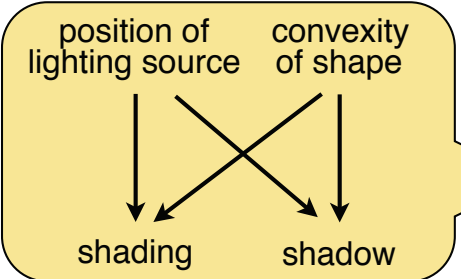 position of
lighting source
convexity
of shape
shading
shadow